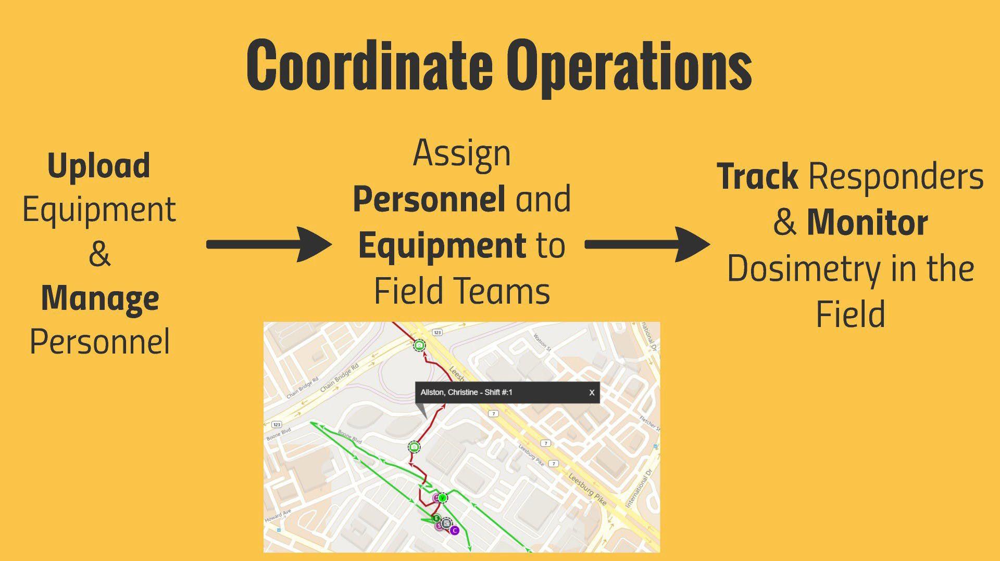 Coordinate Operations
Upload
Equipment
&
Manage
Personnel
Assign
Personnel and
Equipment to
Field Teams
Track Responders
& Monitor
Dosimetry in the
Field
123
Watson St
national Dr
Chain Bridge Rd
Chain Bridge Rd
Leesb
Allston, Christine - Shift #:1
X
7
123
Boone Blvd
Boone Blvd
Fletcher St
7
Leesburg Pike
7
Leesburg Pike
International Dr
Howard Ave
E
S
C